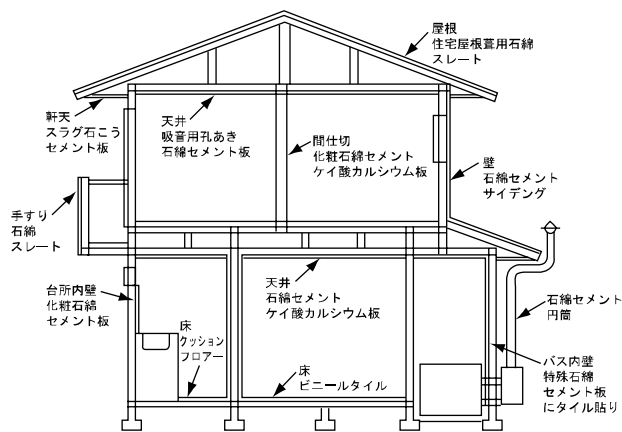 屋根
住宅屋根葺用石綿
スレート
軒天
スラグ石こう
セメント板
天井
吸音用孔あき
石綿セメント板
間仕切
化粧石綿セメント
ケイ酸カルシウム板
壁
石綿セメント
サイデング
手すり
石綿
スレート
台所内壁
化粧石綿
セメント板
天井
石綿セメント
ケイ酸カルシウム板
石綿セメント
円筒
床
クッション
フロアー
床
ビニールタイル
バス内壁
特殊石綿
セメント板
にタイル貼り